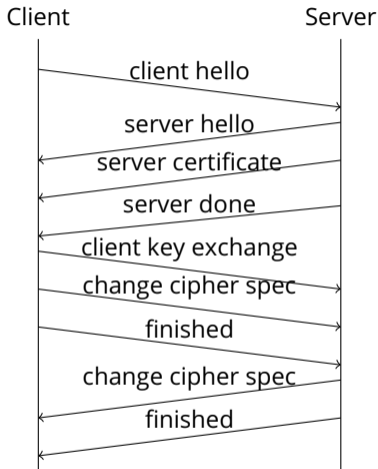 Client Server
client hello
server hello
server certificate
server done
client key exchange
change cipher spec
finished
change cipher spec
finished